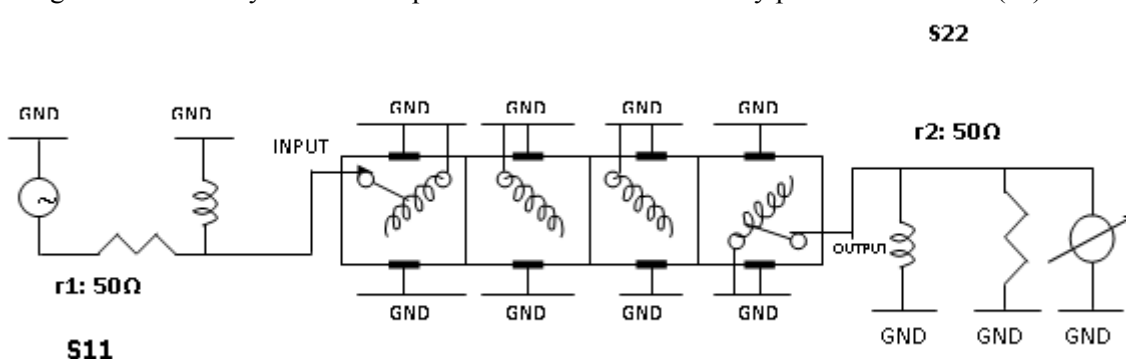 S22
GND
GND
GND
GND
GND
GND
INPUT
r2: 50Ω
OUTPUT
r1: 50Ω
GND
GND
GND
GND
GND
GND
GND
S11